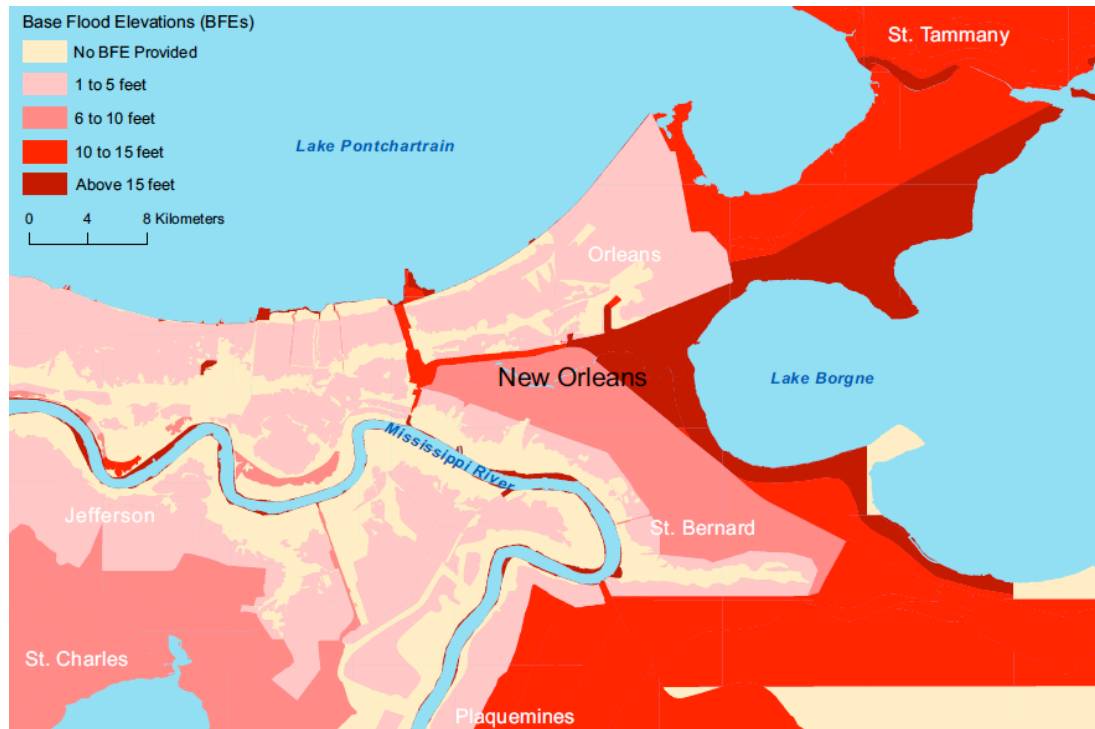 Base Flood Elevations (BFEs)
No BFE Provided
1 to 5 feet
6 to 10 feet
10 to 15 feet
Above 15 feet
0 4 8 Kilometers
St. Tammany
Lake Pontchartrain
Orleans
New Orleans
Lake Borgne
Mississippi River
Jefferson
St. Bernard
St. Charles
Plaquemines